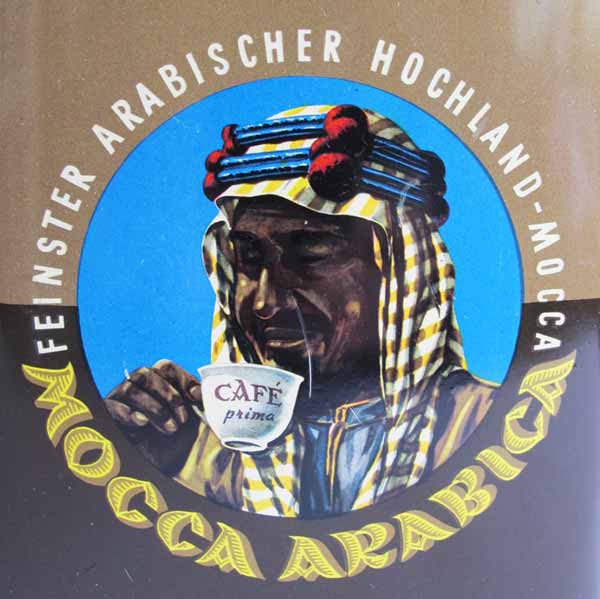 FEINSTER ARABISCHER HOCHLAND-MOCCA
CAFÉ
prima
MOCCA ARABICA